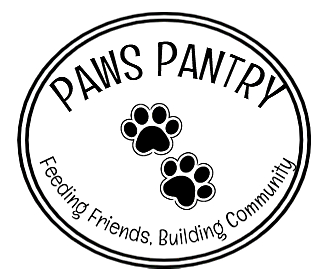 PAWS PANTRY
Feeding Friends, Building Community